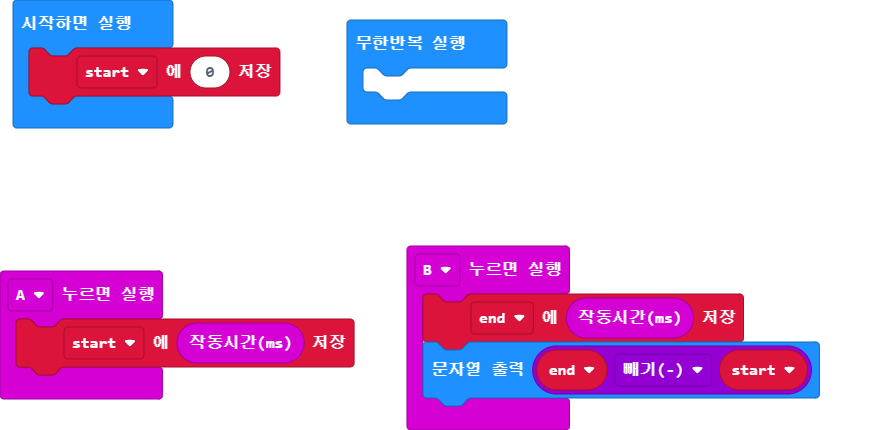 시작하면 실행
start 에 0 저장
무한반복 실행
A 누르면 실행
start 에 작동시간(ms) 저장
B 누르면 실행
end 에 작동시간(ms) 저장
문자열 출력 end 빼기(-) start